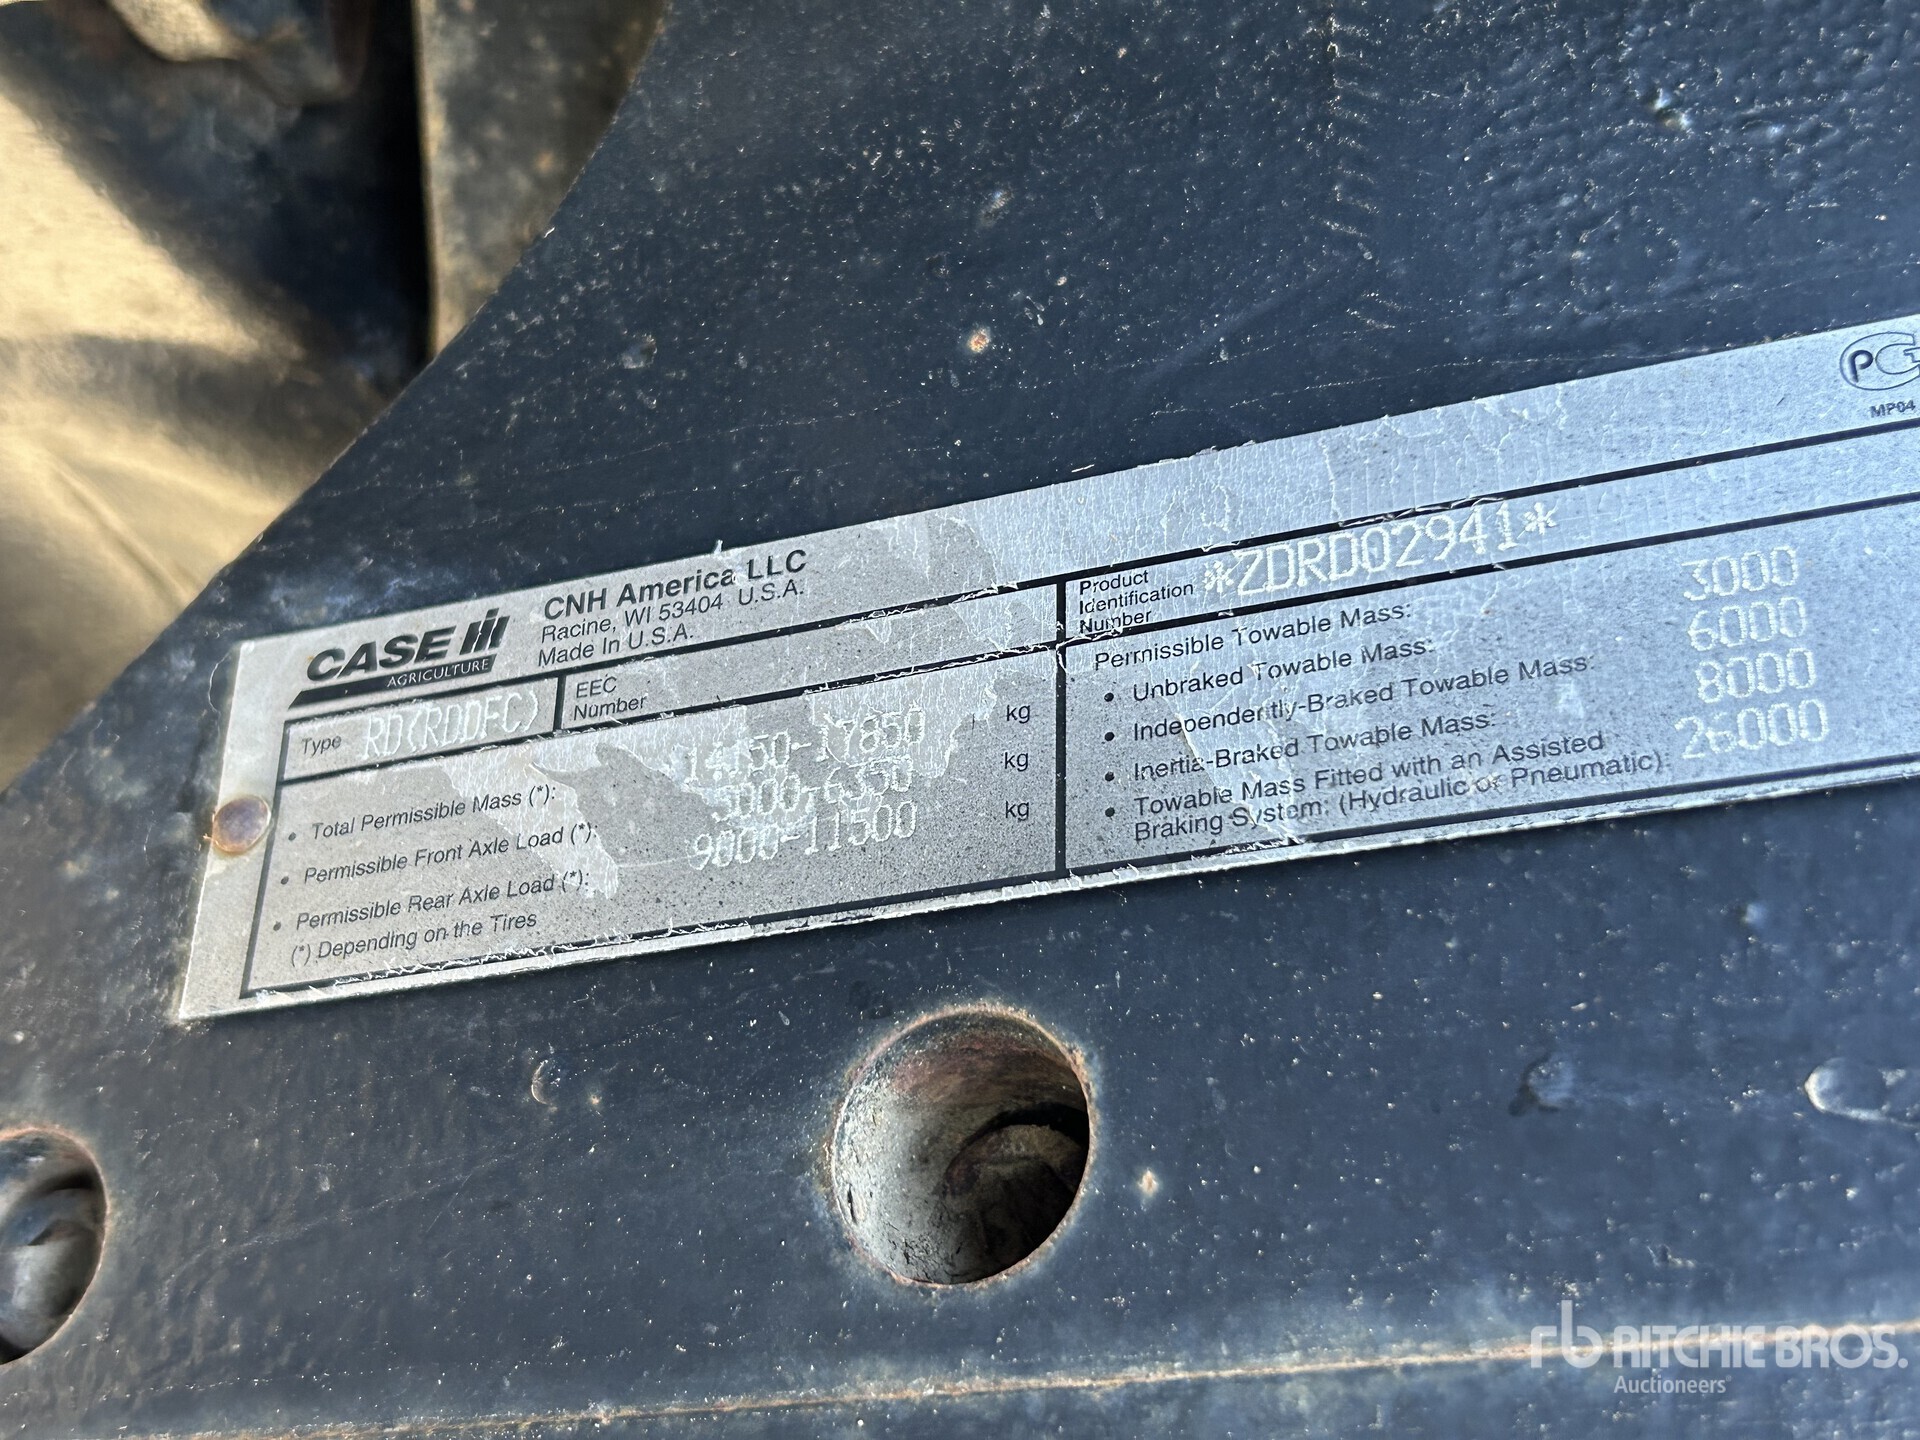 CASE IH
AGRICULTURE
CNH America LLC
Racine, WI 53404 U.S.A.
Made In U.S.A.
MP04
Type RD(RDDFC)
EEC
Number
Product
Identification
Number
*ZDRD02941*
Total Permissible Mass (*): 14150-17850 kg
Permissible Front Axle Load (*): 5000-6350 kg
Permissible Rear Axle Load (*): 9000-11500 kg
(*) Depending on the Tires
Permissible Towable Mass:
• Unbraked Towable Mass: 3000
• Independently-Braked Towable Mass: 6000
• Inertia-Braked Towable Mass: 8000
• Towable Mass Fitted with an Assisted
Braking System: (Hydraulic or Pneumatic): 26000
rb RITCHIE BROS.
Auctioneers